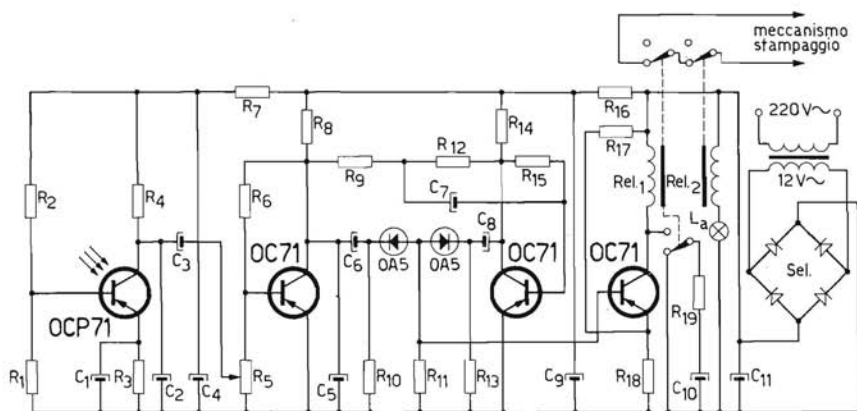 meccanismo
stampaggio
R7
R16
220V~
R2
R4
R8
R14
R17
R6
R9
R12
R15
C7
Rel.1
Rel.2
12V~
C3
C6
OA5
OA5
C8
La
OC71
OC71
OC71
Sel.
OCP71
R19
R1
C1
R3
C2
C4
R5
C5
R10
R11
R13
C9
R18
C10
C11